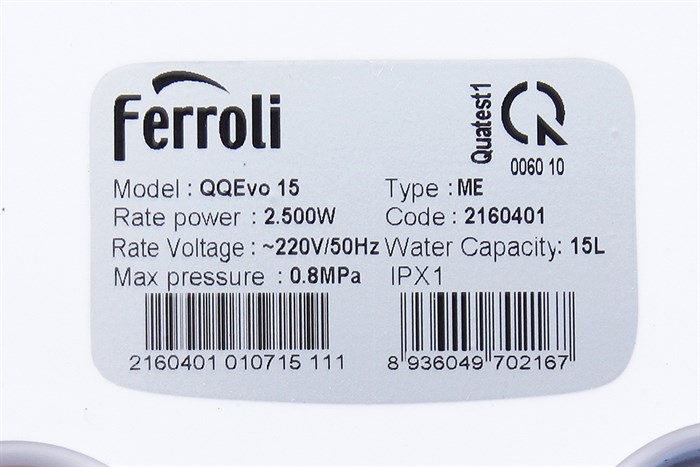 Ferroli
Quatest1
0060 10
Model : QQEvo 15
Type : ME
Rate power : 2.500W
Code : 2160401
Rate Voltage : ~220V/50Hz
Water Capacity: 15L
Max pressure : 0.8MPa
IPX1
2160401 010715 111
8 936049 702167